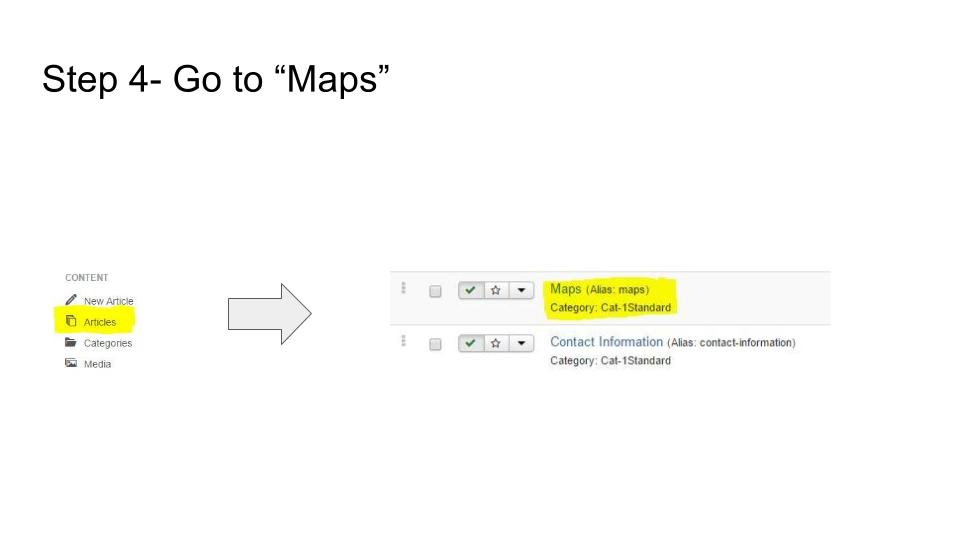 Step 4- Go to “Maps”
CONTENT
New Article
Articles
Categories
Media
Maps (Alias: maps)
Category: Cat-1Standard
Contact Information (Alias: contact-information)
Category: Cat-1Standard